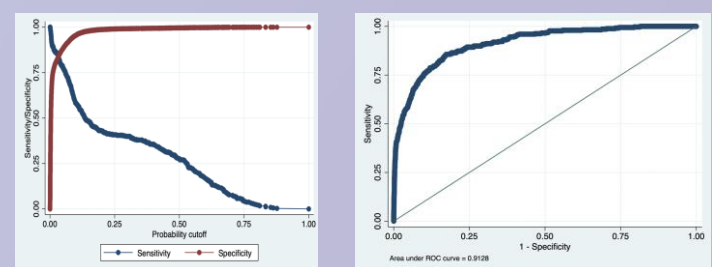 Sensitivity/Specificity
1.00
0.75
0.50
0.25
0.00
0.00 0.25 0.50 0.75 1.00
Probability cutoff
Sensitivity Specificity
Sensitivity
1.00
0.75
0.50
0.25
0.00
0.00 0.25 0.50 0.75 1.00
1 - Specificity
Area under ROC curve = 0.9128